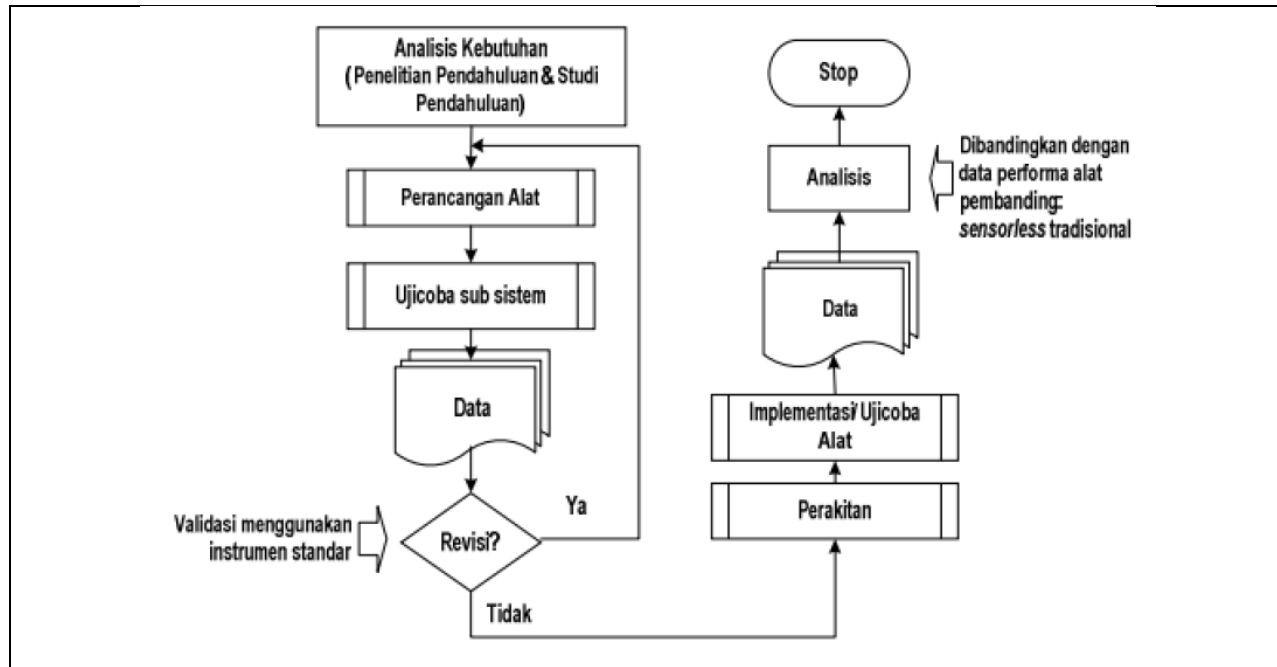 Analisis Kebutuhan
( Penelitian Pendahuluan & Studi
Pendahuluan)
Perancangan Alat
Ujicoba sub sistem
Data
Validasi menggunakan
instrumen standar
Revisi?
Ya
Tidak
Stop
Analisis
Dibandingkan dengan
data performa alat
pembanding:
sensorless tradisional
Data
Implementasi/ Ujicoba
Alat
Perakitan